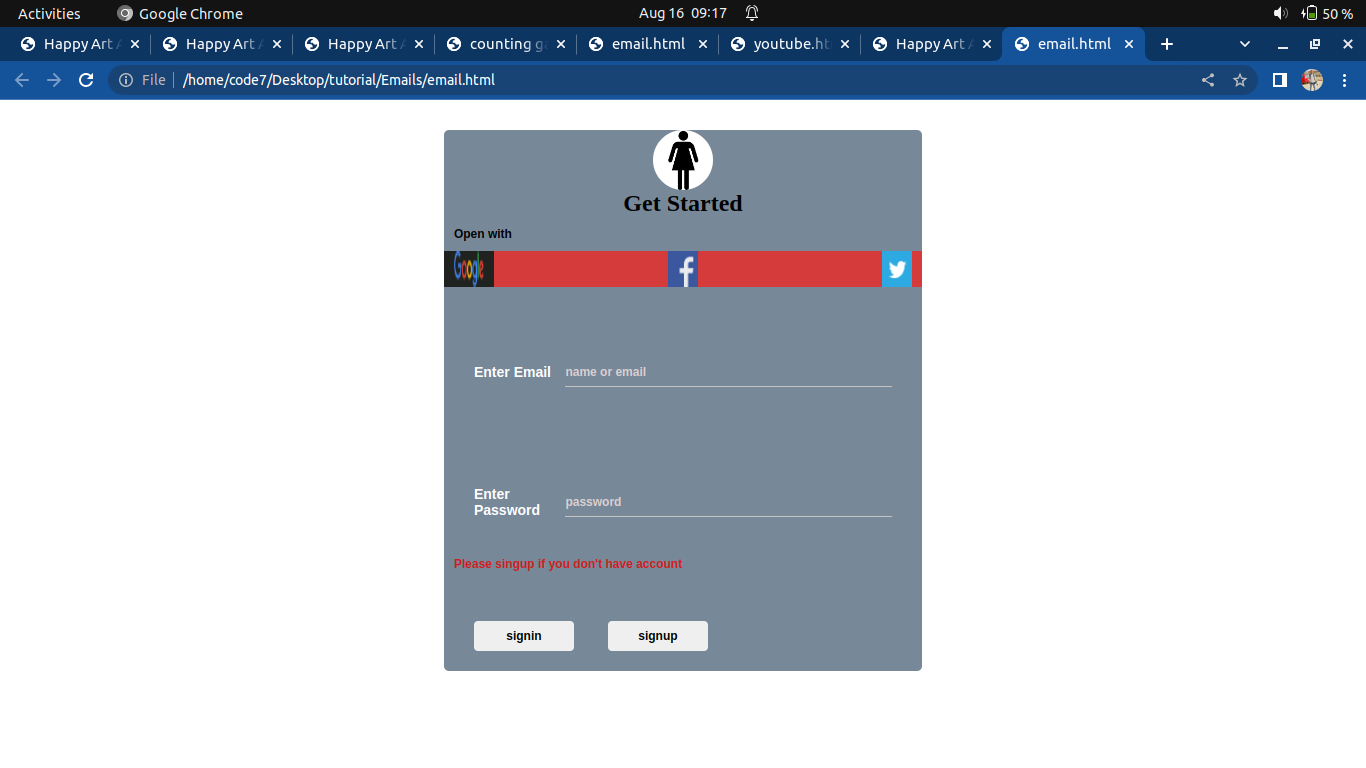 Activities Google Chrome Aug 16 09:17 50 %
Happy Art Happy Art Happy Art counting email.html youtube.ht Happy Art email.html
File /home/code7/Desktop/tutorial/Emails/email.html
Get Started
Open with
Google f
Enter Email name or email
Enter
Password password
Please singup if you don't have account
signin signup